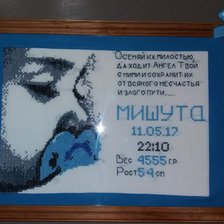 Осеняй их милостью,
да ходит Ангел Твой
с ними и сохранит их
от всякого несчастья
и злого пути.....
МИШУТА
11.05.17
22:10
Вес 4555 гр.
Рост 54 см